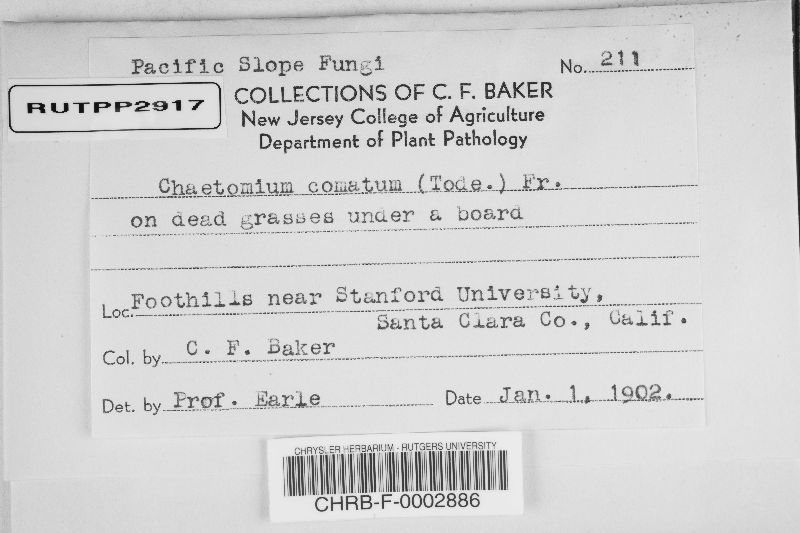 Pacific Slope Fungi No. 211
RUTPP2917
COLLECTIONS OF C. F. BAKER
New Jersey College of Agriculture
Department of Plant Pathology
Chaetomium comatum (Tode.) Fr.
on dead grasses under a board
Loc. Foothills near Stanford University,
Santa Clara Co., Calif.
Col. by C. F. Baker
Det. by Prof. Earle Date Jan. 1, 1902.
CHRYSLER HERBARIUM - RUTGERS UNIVERSITY
CHRB-F-0002886